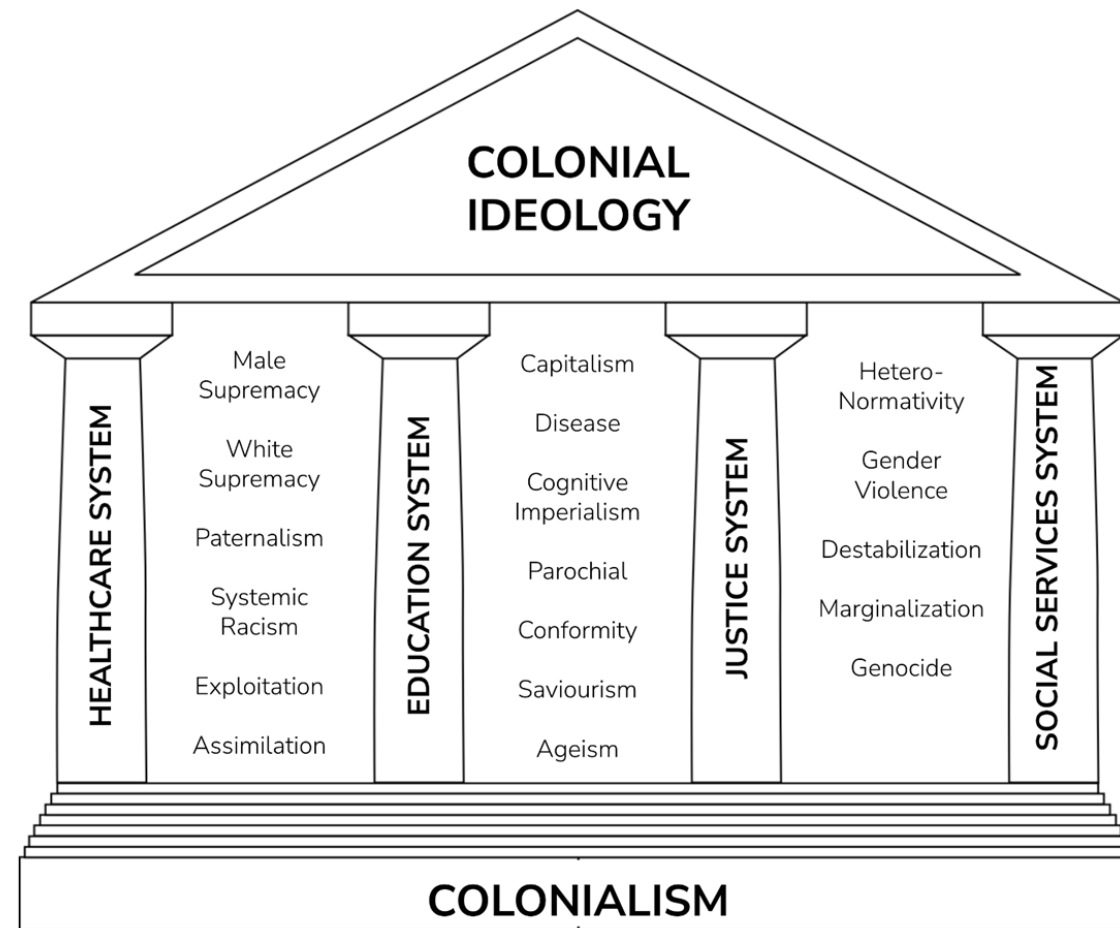 COLONIAL
IDEOLOGY
HEALTHCARE SYSTEM
Male
Supremacy
White
Supremacy
Paternalism
Systemic
Racism
Exploitation
Assimilation
EDUCATION SYSTEM
Capitalism
Disease
Cognitive
Imperialism
Parochial
Conformity
Saviourism
Ageism
JUSTICE SYSTEM
Hetero-
Normativity
Gender
Violence
Destabilization
Marginalization
Genocide
SOCIAL SERVICES SYSTEM
COLONIALISM